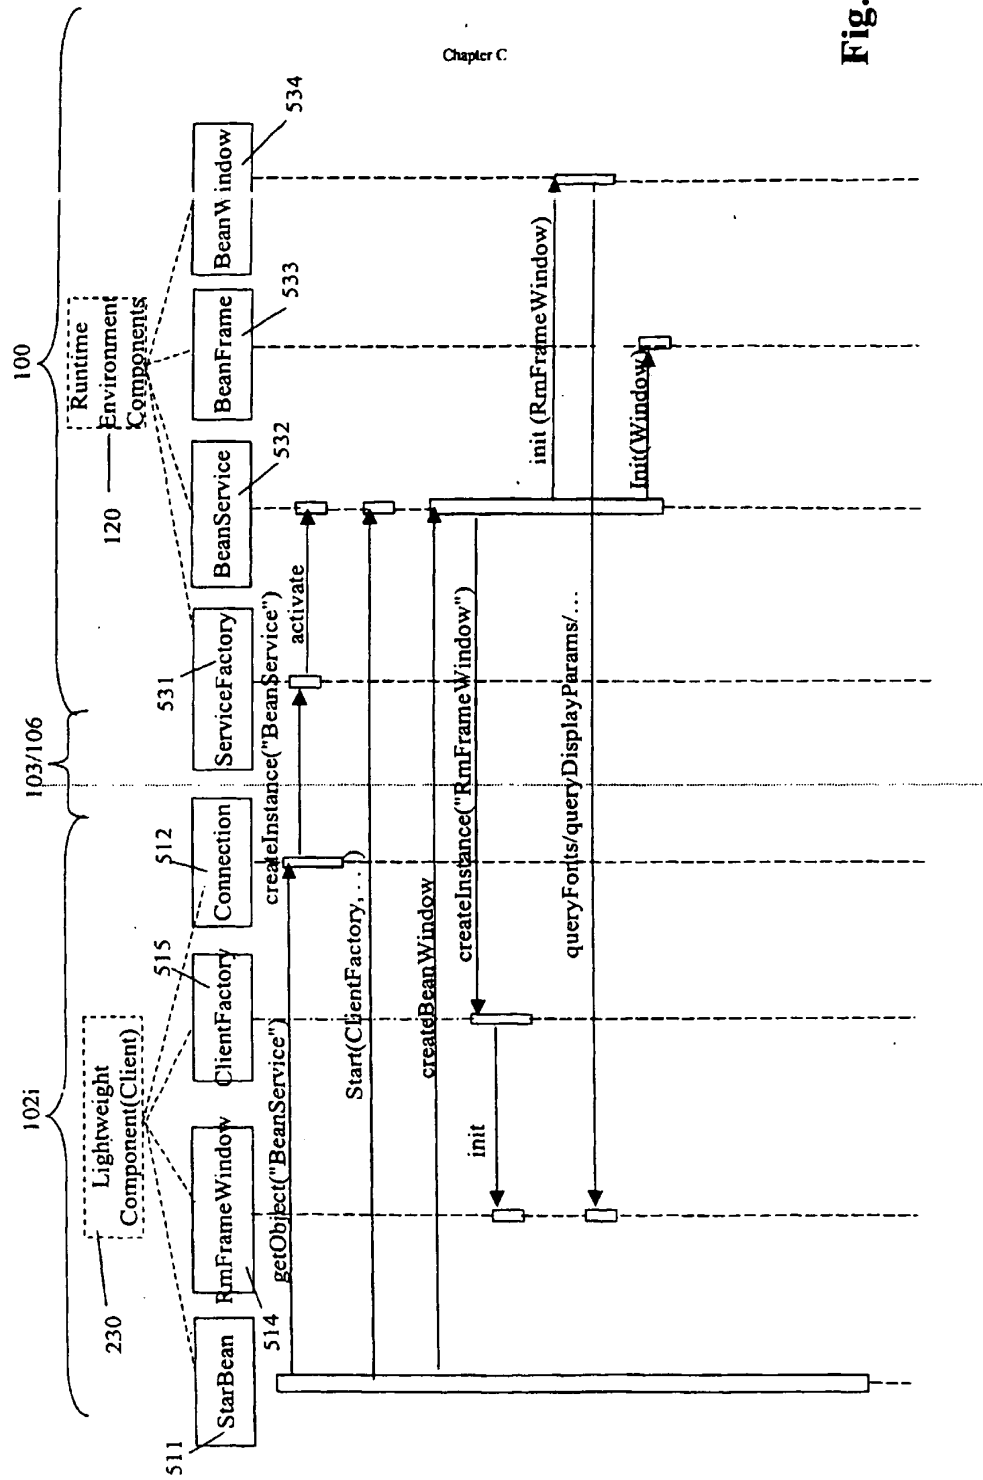 Chapter C
Fig.
102i
103/106
100
230
Lightweight
Component(Client)
120
Runtime
Environment
Components
511
StarBean
514
RmFrameWindow
515
ClientFactory
512
Connection
531
ServiceFactory
BeanService
532
BeanFrame
533
BeanWindow
534
getObject("BeanService")
createInstance("BeanService")
activate
Start(ClientFactory,...)
createBeanWindow
createInstance("RmFrameWindow")
init
init (RmFrameWindow)
queryFonts/queryDisplayParams/...
Init(Window)